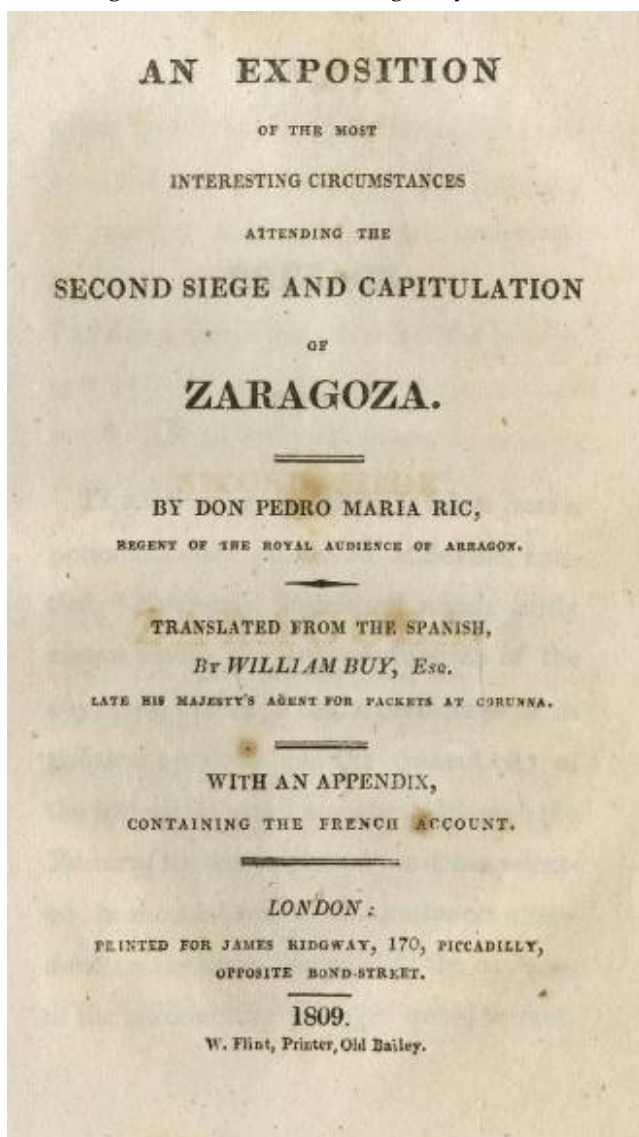 AN EXPOSITION
OF THE MOST
INTERESTING CIRCUMSTANCES
ATTENDING THE
SECOND SIEGE AND CAPITULATION
OF
ZARAGOZA.
BY DON PEDRO MARIA RIC,
REGENT OF THE ROYAL AUDIENCE OF ARRAGON.
TRANSLATED FROM THE SPANISH,
BY WILLIAM BUY, ESQ.
LATE HIS MAJESTY'S AGENT FOR PACKETS AT CORUNNA.
WITH AN APPENDIX,
CONTAINING THE FRENCH ACCOUNT.
LONDON:
PRINTED FOR JAMES RIDGWAY, 170, PICCADILLY,
OPPOSITE BOND-STREET.
1809.
W. Flint, Printer, Old Bailey.